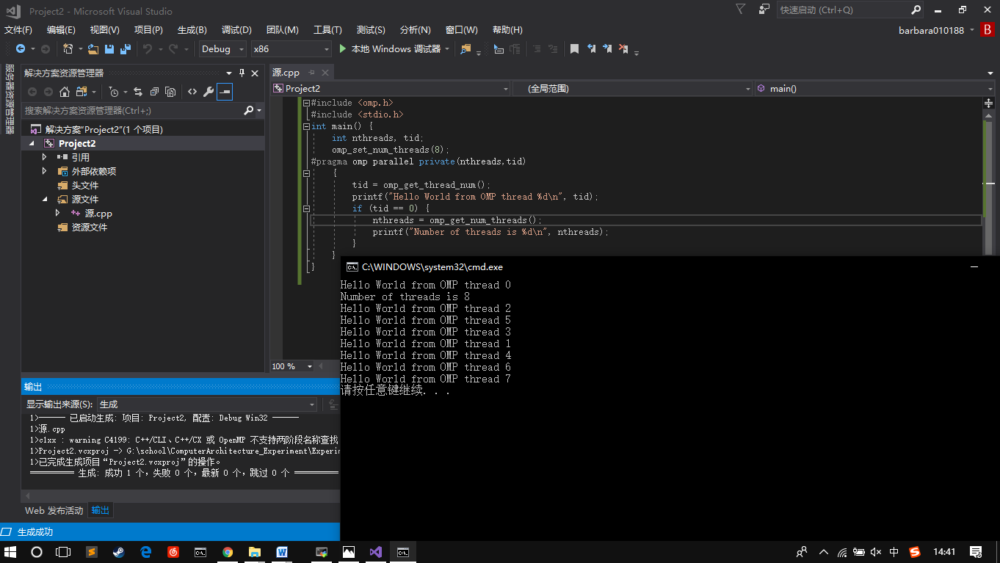 Project2 - Microsoft Visual Studio
快速启动 (Ctrl+Q)
文件(F) 编辑(E) 视图(V) 项目(P) 生成(B) 调试(D) 团队(M) 工具(T) 测试(S) 分析(N) 窗口(W) 帮助(H)
barbara010188 B
Debug x86 本地 Windows 调试器
服务器资源管理器
解决方案资源管理器
搜索解决方案资源管理器(Ctrl+;)
解决方案"Project2"(1 个项目)
Project2
引用
外部依赖项
头文件
源文件
源.cpp
资源文件
源.cpp
Project2 (全局范围) main()
#include <omp.h>
#include <stdio.h>
int main() {
int nthreads, tid;
omp_set_num_threads(8);
#pragma omp parallel private(nthreads,tid)
{
tid = omp_get_thread_num();
printf("Hello World from OMP thread %d\n", tid);
if (tid == 0) {
nthreads = omp_get_num_threads();
printf("Number of threads is %d\n", nthreads);
}
}
}
100 %
C:\WINDOWS\system32\cmd.exe
Hello World from OMP thread 0
Number of threads is 8
Hello World from OMP thread 2
Hello World from OMP thread 5
Hello World from OMP thread 3
Hello World from OMP thread 1
Hello World from OMP thread 4
Hello World from OMP thread 6
Hello World from OMP thread 7
请按任意键继续. . .
输出
显示输出来源(S): 生成
1>------ 已启动生成: 项目: Project2, 配置: Debug Win32 ------
1>源.cpp
1>c1xx : warning C4199: C++/CLI、C++/CX 或 OpenMP 不支持两阶段名称查找
1>Project2.vcxproj -> G:\school\ComputerArchitecture_Experiment\Experim
1>已完成生成项目“Project2.vcxproj”的操作。
========== 生成: 成功 1 个，失败 0 个，最新 0 个，跳过 0 个 ==========
Web 发布活动 输出
生成成功
中 14:41